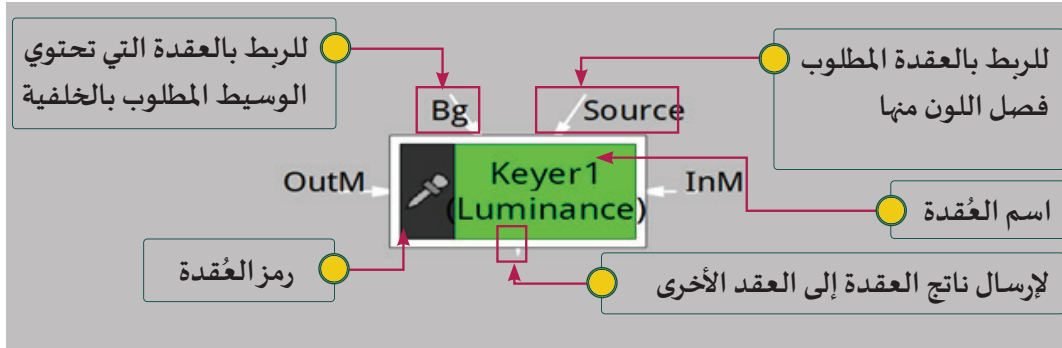 للربط بالعقدة المطلوب
فصل اللون منها
للربط بالعقدة التي تحتوي
الوسيط المطلوب بالخلفية
Bg
Source
OutM
Keyer1
(Luminance)
InM
اسم العُقدة
رمز العُقدة
لإرسال ناتج العقدة إلى العقد الأخرى